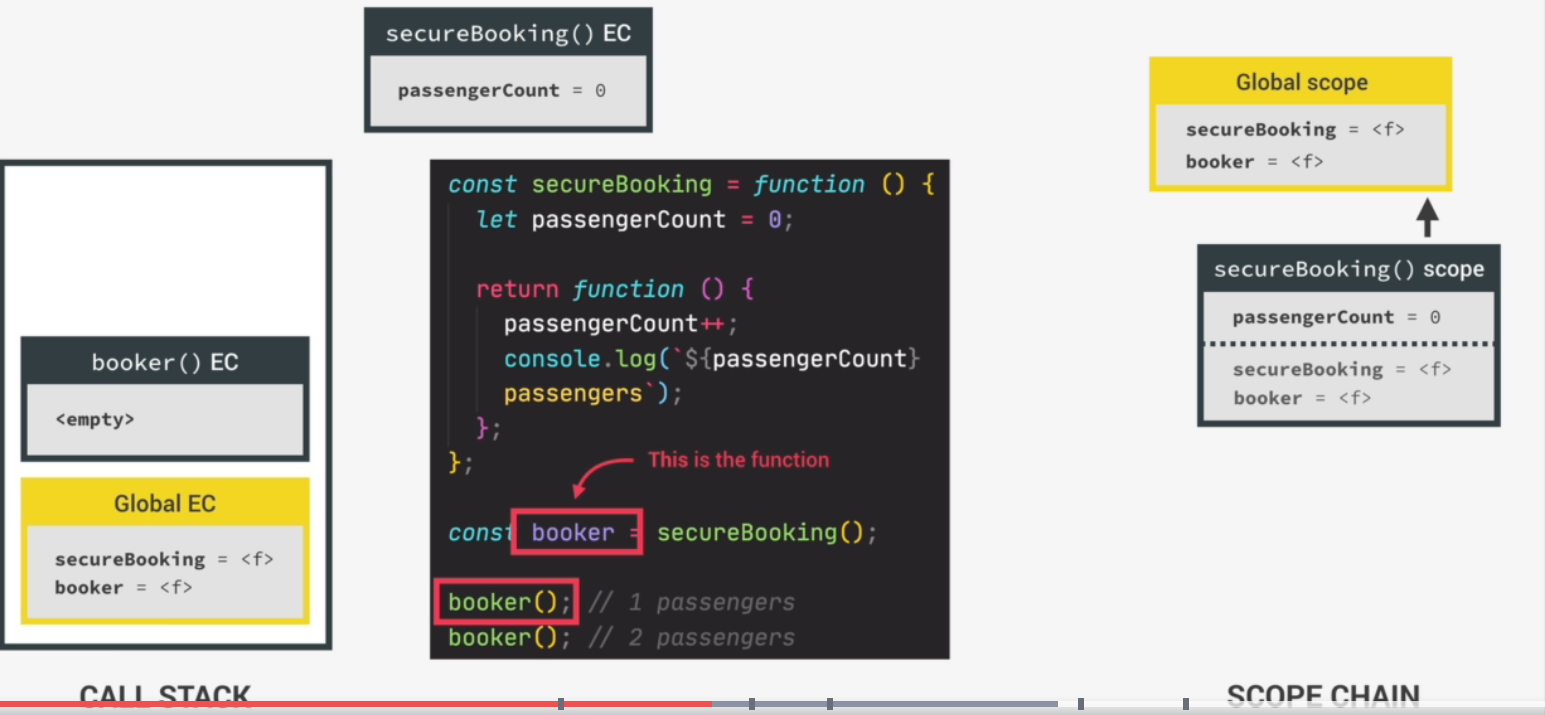 secureBooking() EC
passengerCount = 0
booker() EC
<empty>
Global EC
secureBooking = <f>
booker = <f>
CALL STACK
const secureBooking = function () {
let passengerCount = 0;
return function () {
passengerCount++;
console.log(`${passengerCount}
passengers`);
};
};
This is the function
const booker = secureBooking();
booker(); // 1 passengers
booker(); // 2 passengers
Global scope
secureBooking = <f>
booker = <f>
secureBooking() scope
passengerCount = 0
secureBooking = <f>
booker = <f>
SCOPE CHAIN